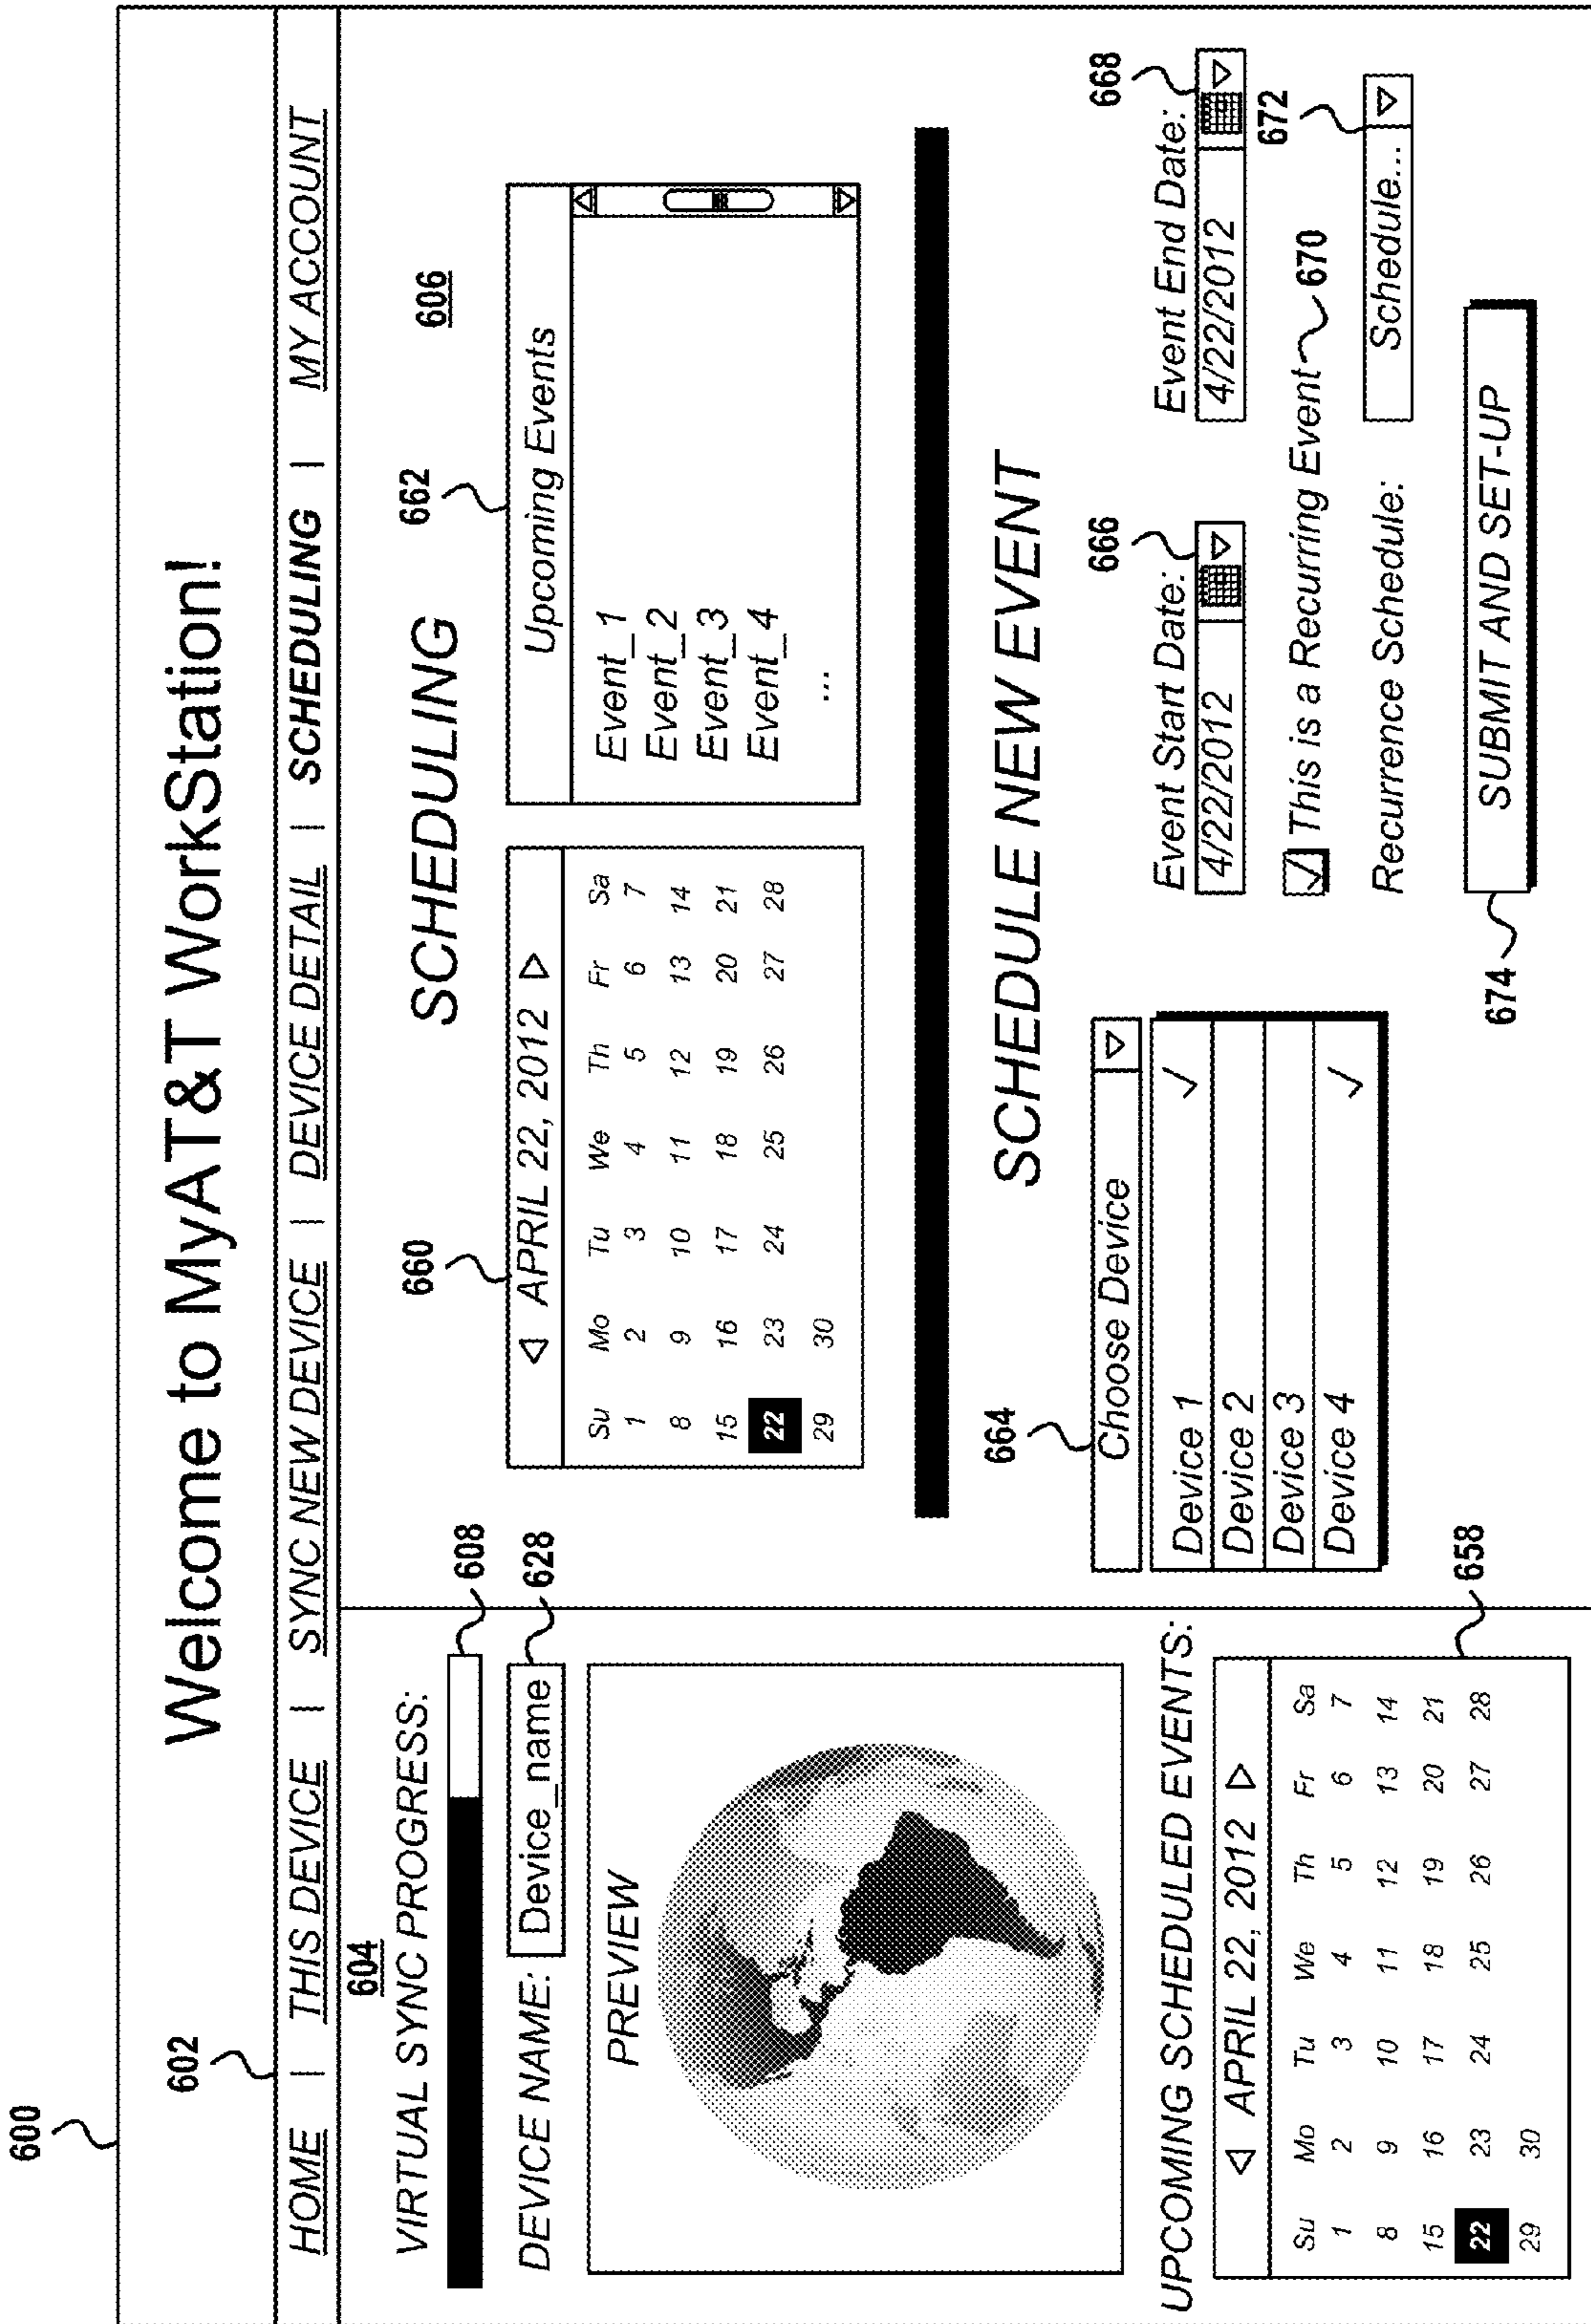 600
Welcome to MyAT&T WorkStation!
602
HOME | THIS DEVICE | SYNC NEW DEVICE | DEVICE DETAIL | SCHEDULING | MY ACCOUNT
604
VIRTUAL SYNC PROGRESS:
608
DEVICE NAME: Device_name
628
PREVIEW
UPCOMING SCHEDULED EVENTS:
APRIL 22, 2012
Su Mo Tu We Th Fr Sa
1 2 3 4 5 6 7
8 9 10 11 12 13 14
15 16 17 18 19 20 21
22 23 24 25 26 27 28
29 30
658
SCHEDULING
606
660
APRIL 22, 2012
Su Mo Tu We Th Fr Sa
1 2 3 4 5 6 7
8 9 10 11 12 13 14
15 16 17 18 19 20 21
22 23 24 25 26 27 28
29 30
662
Upcoming Events
Event_1
Event_2
Event_3
Event_4
...
SCHEDULE NEW EVENT
664
Choose Device
Device 1 ✓
Device 2
Device 3
Device 4 ✓
666
Event Start Date:
4/22/2012
668
Event End Date:
4/22/2012
✓ This is a Recurring Event 670
672
Recurrence Schedule: Schedule...
674
SUBMIT AND SET-UP